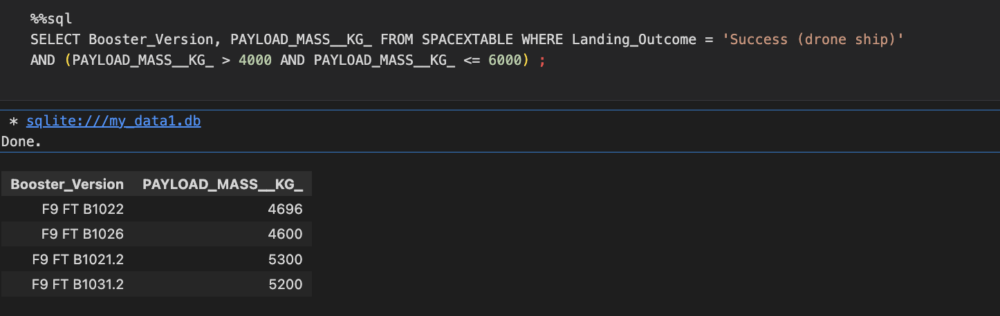 %%sql
SELECT Booster_Version, PAYLOAD_MASS__KG_ FROM SPACEXTABLE WHERE Landing_Outcome = 'Success (drone ship)'
AND (PAYLOAD_MASS__KG_ > 4000 AND PAYLOAD_MASS__KG_ <= 6000) ;
* sqlite:///my_data1.db
Done.
Booster_Version PAYLOAD_MASS__KG_
F9 FT B1022 4696
F9 FT B1026 4600
F9 FT B1021.2 5300
F9 FT B1031.2 5200